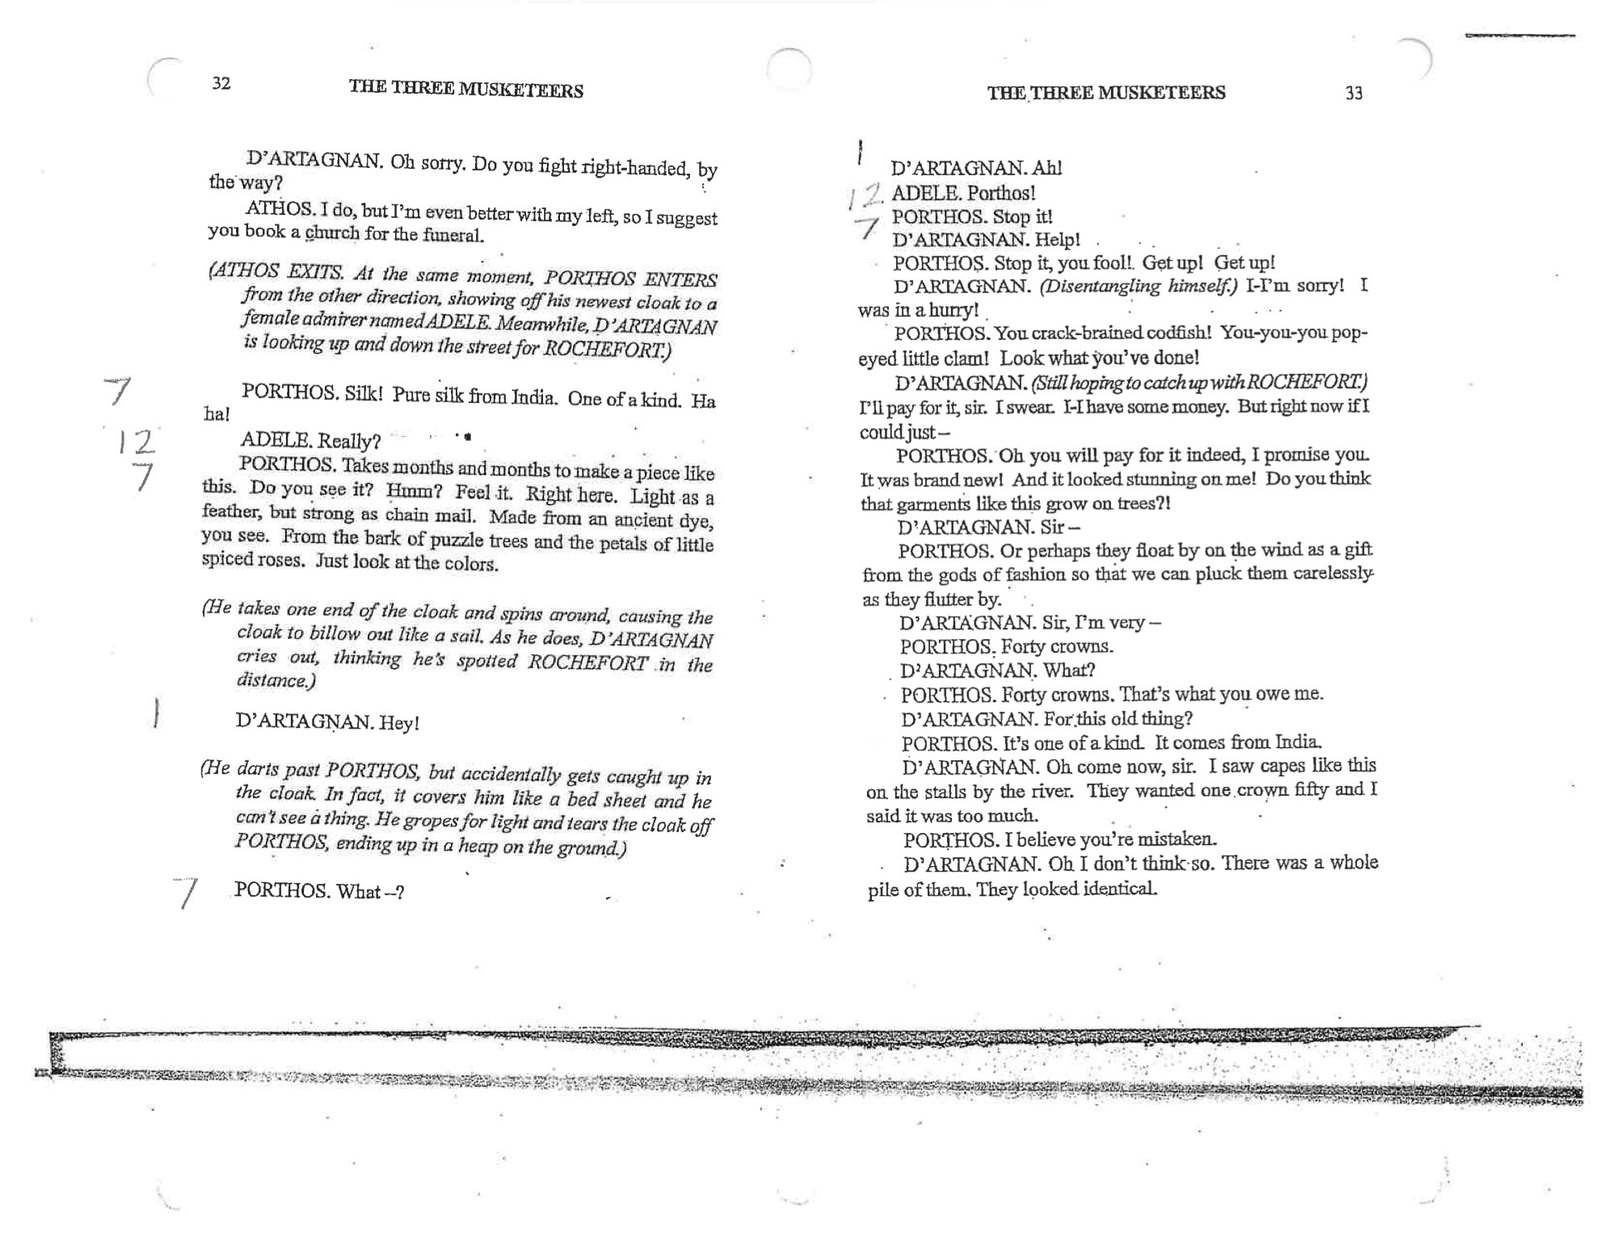 32
THE THREE MUSKETEERS
D'ARTAGNAN. Oh sorry. Do you fight right-handed, by
the way?
ATHOS. I do, but I'm even better with my left, so I suggest
you book a church for the funeral.
(ATHOS EXITS. At the same moment, PORTHOS ENTERS
from the other direction, showing off his newest cloak to a
female admirer named ADELE. Meanwhile, D'ARTAGNAN
is looking up and down the street for ROCHEFORT.)
7 PORTHOS. Silk! Pure silk from India. One of a kind. Ha
ha!
12 ADELE. Really?
7 PORTHOS. Takes months and months to make a piece like
this. Do you see it? Hmm? Feel it. Right here. Light as a
feather, but strong as chain mail. Made from an ancient dye,
you see. From the bark of puzzle trees and the petals of little
spiced roses. Just look at the colors.
(He takes one end of the cloak and spins around, causing the
cloak to billow out like a sail. As he does, D'ARTAGNAN
cries out, thinking he's spotted ROCHEFORT in the
distance.)
1 D'ARTAGNAN. Hey!
(He darts past PORTHOS, but accidentally gets caught up in
the cloak. In fact, it covers him like a bed sheet and he
can't see a thing. He gropes for light and tears the cloak off
PORTHOS, ending up in a heap on the ground.)
7 PORTHOS. What –?
THE THREE MUSKETEERS
33
1 D'ARTAGNAN. Ah!
12 ADELE. Porthos!
7 PORTHOS. Stop it!
D'ARTAGNAN. Help!
PORTHOS. Stop it, you fool! Get up! Get up!
D'ARTAGNAN. (Disentangling himself.) I-I'm sorry! I
was in a hurry!
PORTHOS. You crack-brained codfish! You-you-you pop-
eyed little clam! Look what you've done!
D'ARTAGNAN. (Still hoping to catch up with ROCHEFORT.)
I'll pay for it, sir. I swear. I-I have some money. But right now if I
could just –
PORTHOS. Oh you will pay for it indeed, I promise you.
It was brand new! And it looked stunning on me! Do you think
that garments like this grow on trees?!
D'ARTAGNAN. Sir –
PORTHOS. Or perhaps they float by on the wind as a gift
from the gods of fashion so that we can pluck them carelessly
as they flutter by.
D'ARTAGNAN. Sir, I'm very –
PORTHOS. Forty crowns.
D'ARTAGNAN. What?
PORTHOS. Forty crowns. That's what you owe me.
D'ARTAGNAN. For this old thing?
PORTHOS. It's one of a kind. It comes from India.
D'ARTAGNAN. Oh come now, sir. I saw capes like this
on the stalls by the river. They wanted one crown fifty and I
said it was too much.
PORTHOS. I believe you're mistaken.
D'ARTAGNAN. Oh I don't think so. There was a whole
pile of them. They looked identical.